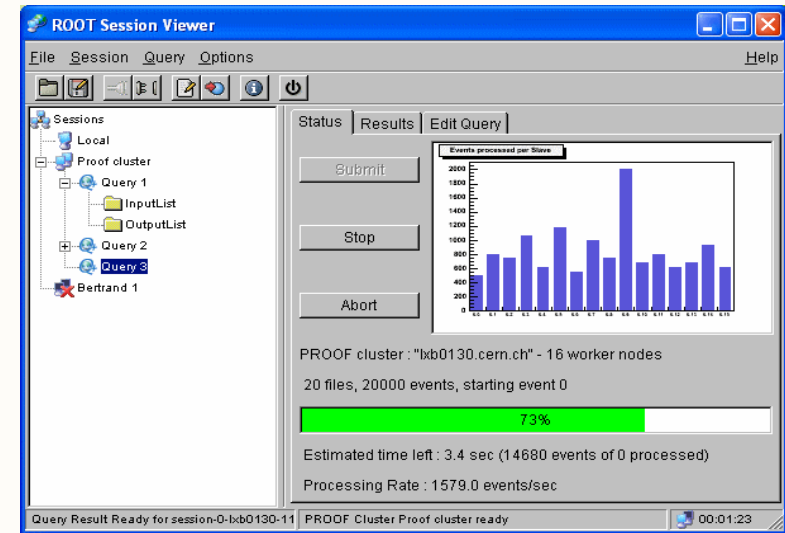 ROOT Session Viewer
File Session Query Options Help
Sessions
Local
Proof cluster
Query 1
InputList
OutputList
Query 2
Query 3
Bertrand 1
Status Results Edit Query
Submit
Stop
Abort
Events processed per Slave
2000
1800
1600
1400
1200
1000
800
600
400
200
0
PROOF cluster : "lxb0130.cern.ch" - 16 worker nodes
20 files, 20000 events, starting event 0
73%
Estimated time left : 3.4 sec (14680 events of 0 processed)
Processing Rate : 1579.0 events/sec
Query Result Ready for session-0-lxb0130-11 PROOF Cluster Proof cluster ready 00:01:23